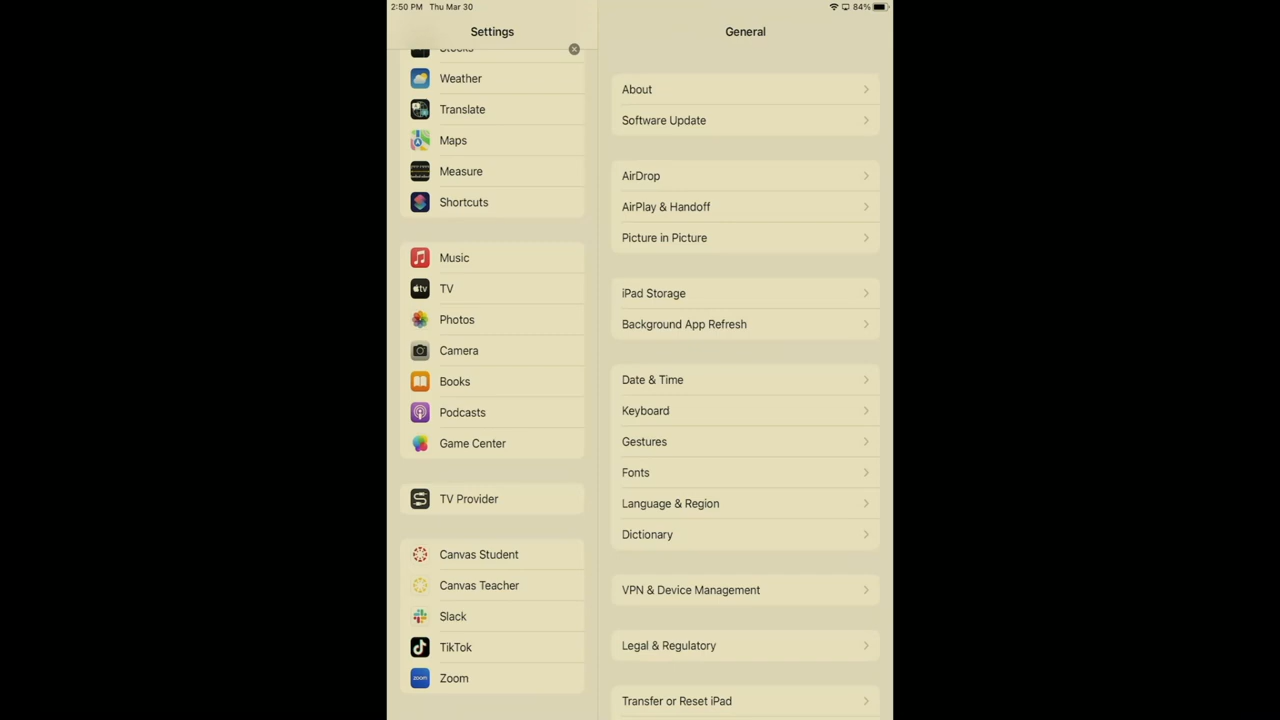 2:50 PM Thu Mar 30
84%
Settings
Stocks
Weather
Translate
Maps
Measure
Shortcuts
Music
tv
TV
Photos
Camera
Books
Podcasts
Game Center
TV Provider
Canvas Student
Canvas Teacher
Slack
TikTok
zoom
Zoom
General
About
Software Update
AirDrop
AirPlay & Handoff
Picture in Picture
iPad Storage
Background App Refresh
Date & Time
Keyboard
Gestures
Fonts
Language & Region
Dictionary
VPN & Device Management
Legal & Regulatory
Transfer or Reset iPad